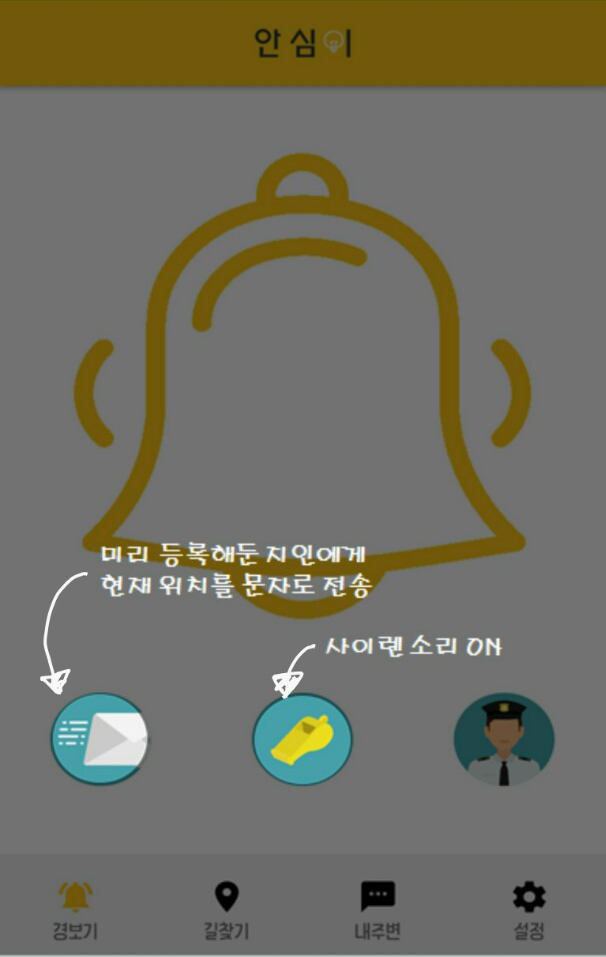 안심이
미리 등록해둔 지인에게
현재 위치를 문자로 전송
사이렌 소리 ON
경보기
길찾기
내주변
설정